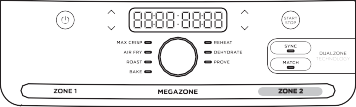 START
STOP
MAX CRISP
REHEAT
AIR FRY
DEHYDRATE
ROAST
PROVE
BAKE
SYNC
DUALZONE
TECHNOLOGY
MATCH
ZONE 1
MEGAZONE
ZONE 2